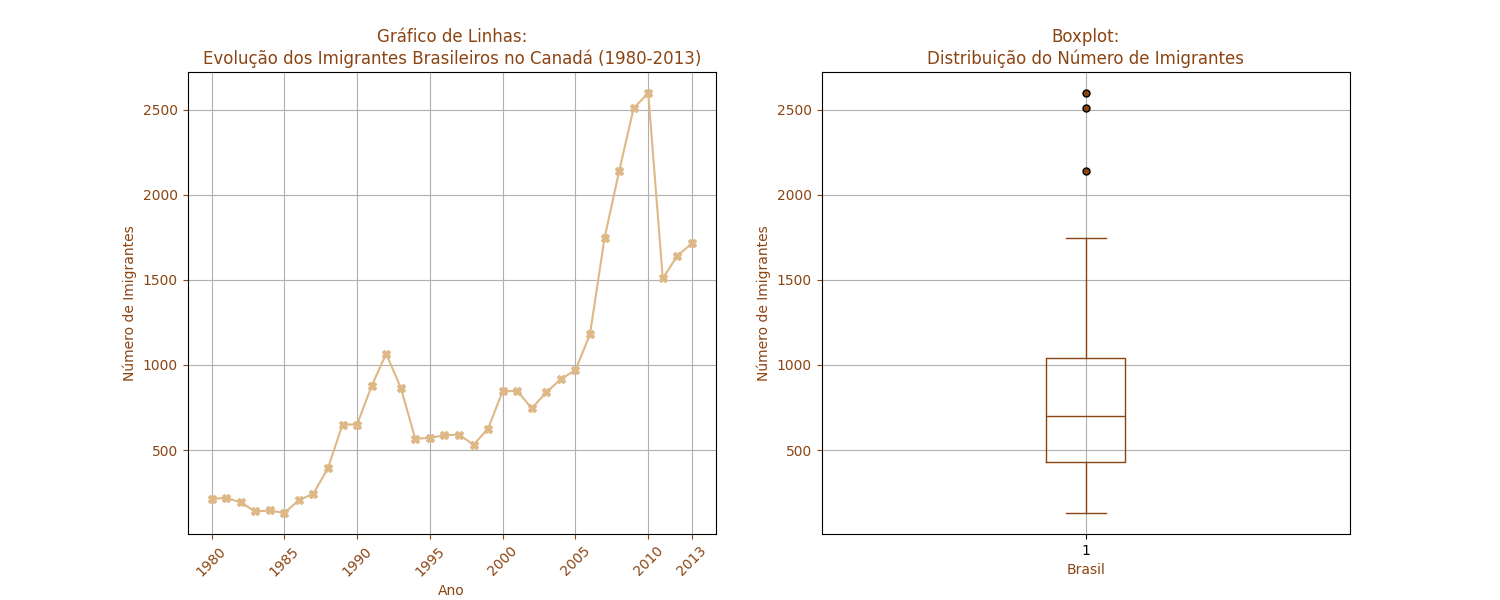 Gráfico de Linhas:
Evolução dos Imigrantes Brasileiros no Canadá (1980-2013)
Número de Imigrantes
2500
2000
1500
1000
500
1980
1985
1990
1995
2000
2005
2010
2013
Ano
Boxplot:
Distribuição do Número de Imigrantes
Número de Imigrantes
2500
2000
1500
1000
500
1
Brasil